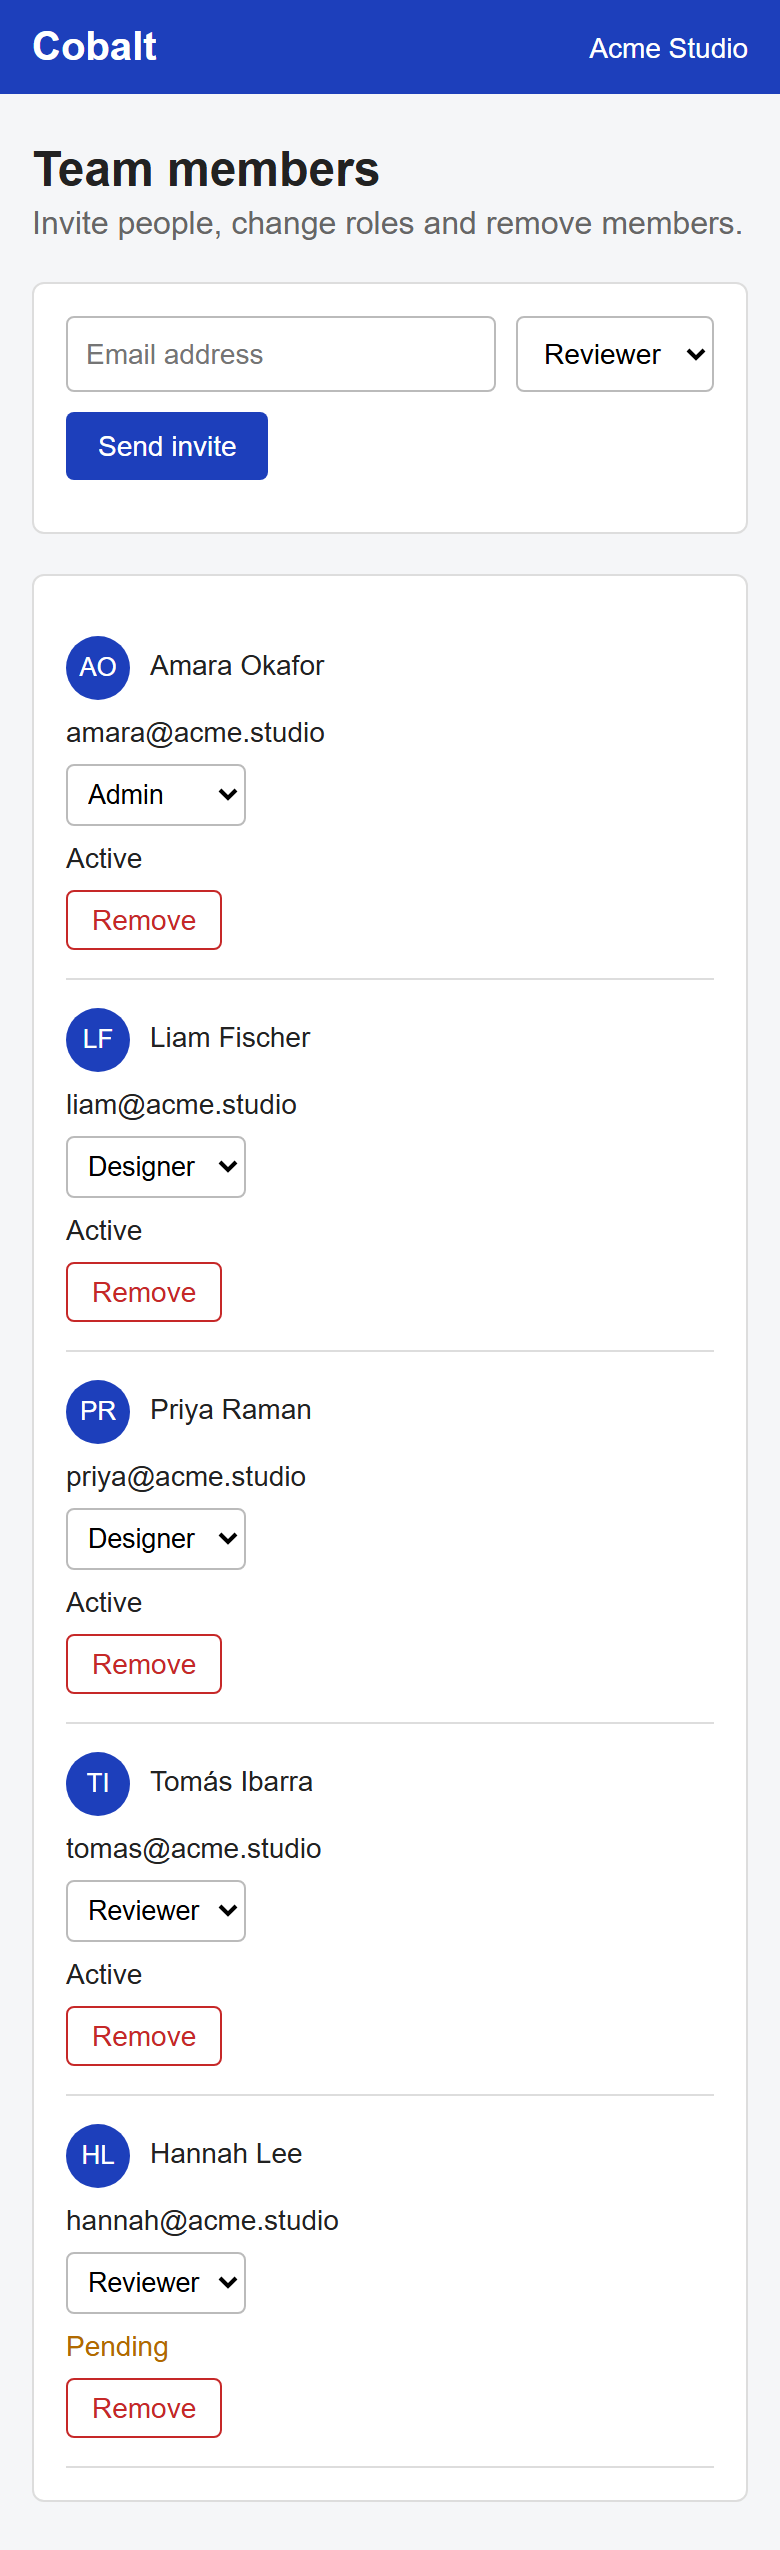 Cobalt
Acme Studio
Team members
Invite people, change roles and remove members.
Email address
Reviewer
Send invite
AO
Amara Okafor
amara@acme.studio
Admin
Active
Remove
LF
Liam Fischer
liam@acme.studio
Designer
Active
Remove
PR
Priya Raman
priya@acme.studio
Designer
Active
Remove
TI
Tomás Ibarra
tomas@acme.studio
Reviewer
Active
Remove
HL
Hannah Lee
hannah@acme.studio
Reviewer
Pending
Remove